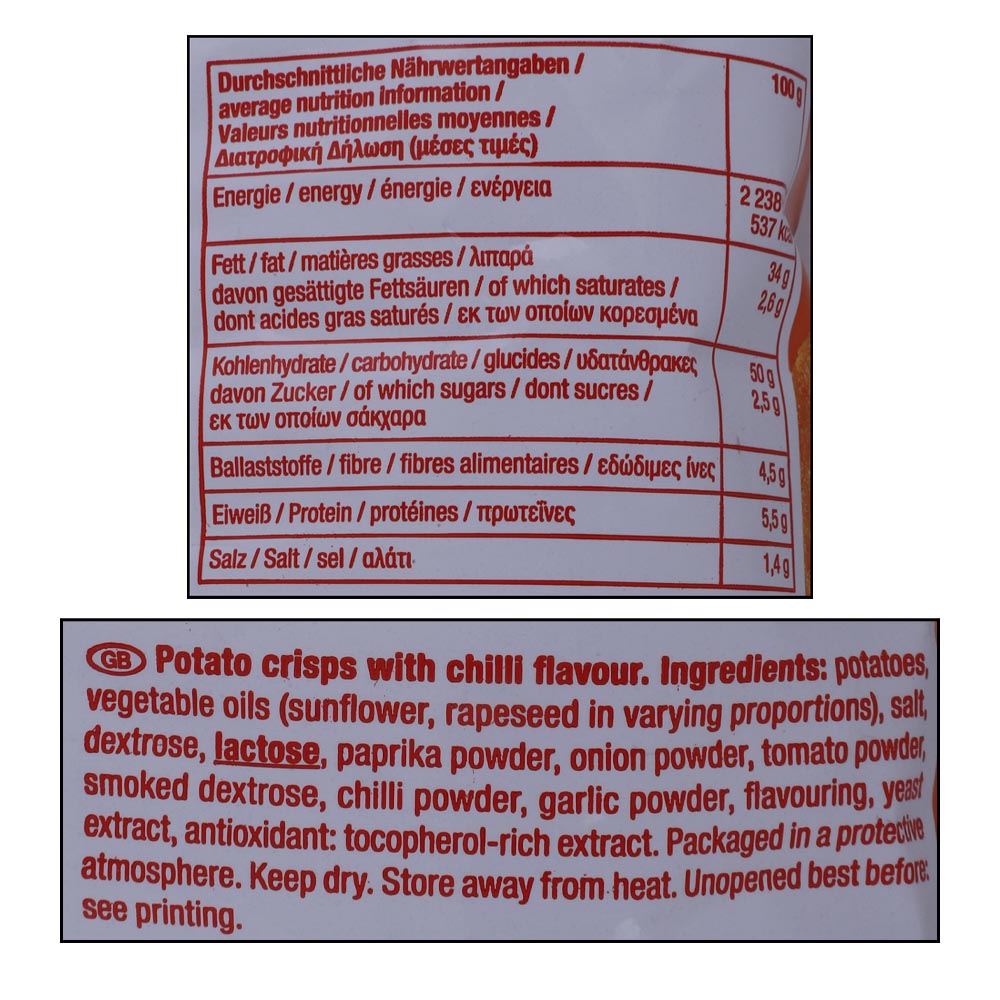 Durchschnittliche Nährwertangaben /
average nutrition information /
Valeurs nutritionnelles moyennes /
Διατροφική Δήλωση (μέσες τιμές)
100 g
Energie / energy / énergie / ενέργεια
2 238
537
Fett / fat / matières grasses / λιπαρά
34 g
davon gesättigte Fettsäuren / of which saturates /
2,6 g
dont acides gras saturés / εκ των οποίων κορεσμένα
Kohlenhydrate / carbohydrate / glucides / υδατάνθρακες
50 g
davon Zucker / of which sugars / dont sucres /
2,5 g
εκ των οποίων σάκχαρα
Ballaststoffe / fibre / fibres alimentaires / εδώδιμες ίνες
4,5 g
Eiweiß / Protein / protéines / πρωτεΐνες
5,5 g
Salz / Salt / sel / αλάτι
1,4 g
GB Potato crisps with chilli flavour. Ingredients: potatoes,
vegetable oils (sunflower, rapeseed in varying proportions), salt,
dextrose, lactose, paprika powder, onion powder, tomato powder,
smoked dextrose, chilli powder, garlic powder, flavouring, yeast
extract, antioxidant: tocopherol-rich extract. Packaged in a protective
atmosphere. Keep dry. Store away from heat. Unopened best before:
see printing.